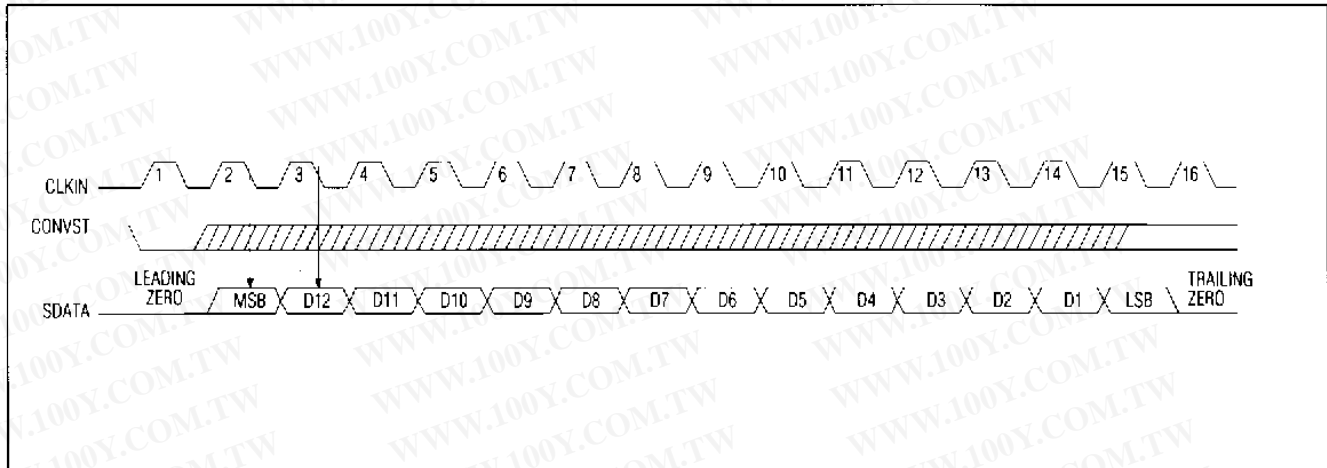 CLKIN 1 2 3 4 5 6 7 8 9 10 11 12 13 14 15 16
CONVST
LEADING ZERO
SDATA MSB D12 D11 D10 D9 D8 D7 D6 D5 D4 D3 D2 D1 LSB
TRAILING ZERO
WWW.100Y.COM.TW